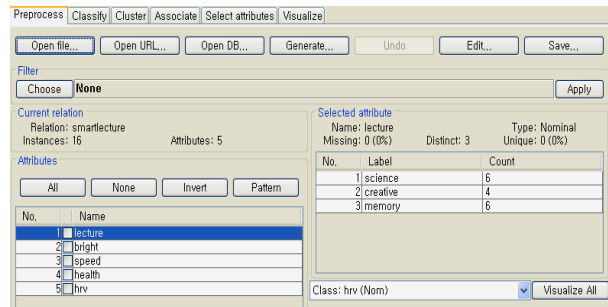 Preprocess Classify Cluster Associate Select attributes Visualize
Open file... Open URL... Open DB... Generate... Undo Edit... Save...
Filter
Choose None Apply
Current relation
Relation: smartlecture
Instances: 16 Attributes: 5
Attributes
All None Invert Pattern
No. Name
1 lecture
2 bright
3 speed
4 health
5 hrv
Selected attribute
Name: lecture Type: Nominal
Missing: 0 (0%) Distinct: 3 Unique: 0 (0%)
No. Label Count
1 science 6
2 creative 4
3 memory 6
Class: hrv (Nom) Visualize All